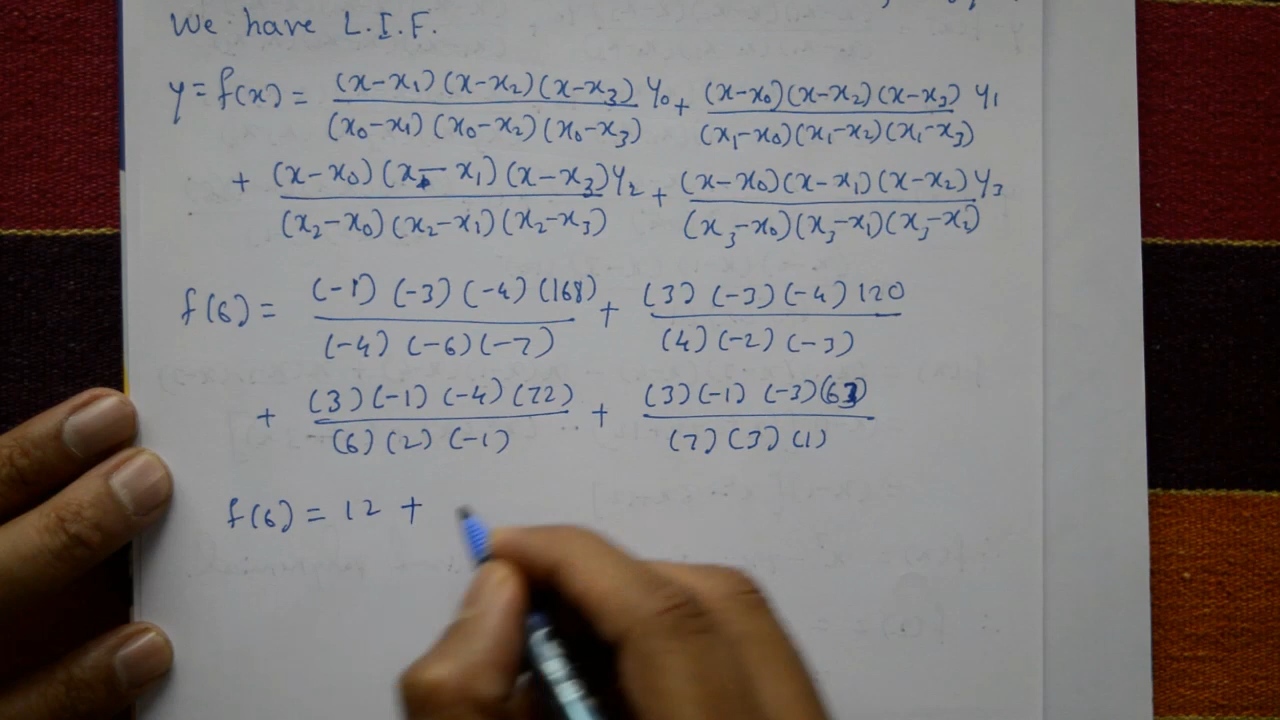 We have L.I.F.
y = f(x) = (x-x₁)(x-x₂)(x-x₃) / (x₀-x₁)(x₀-x₂)(x₀-x₃) y₀ + (x-x₀)(x-x₂)(x-x₃) / (x₁-x₀)(x₁-x₂)(x₁-x₃) y₁
+ (x-x₀)(x-x₁)(x-x₃) / (x₂-x₀)(x₂-x₁)(x₂-x₃) y₂ + (x-x₀)(x-x₁)(x-x₂) / (x₃-x₀)(x₃-x₁)(x₃-x₂) y₃
f(6) = (-1)(-3)(-4)(168) / (-4)(-6)(-7) + (3)(-3)(-4)120 / (4)(-2)(-3)
+ (3)(-1)(-4)(72) / (6)(2)(-1) + (3)(-1)(-3)(63) / (7)(3)(1)
f(6) = 12 +